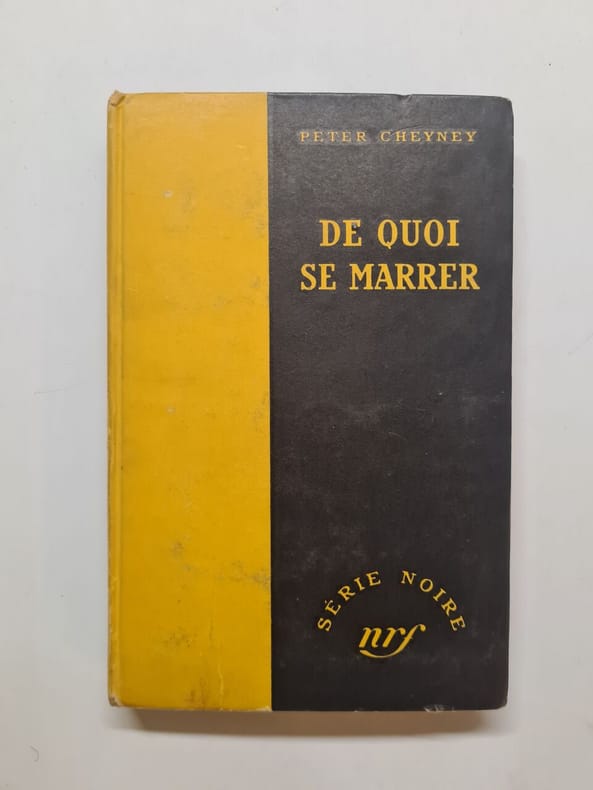 PETER CHEYNEY
DE QUOI
SE MARRER
SÉRIE NOIRE
nrf